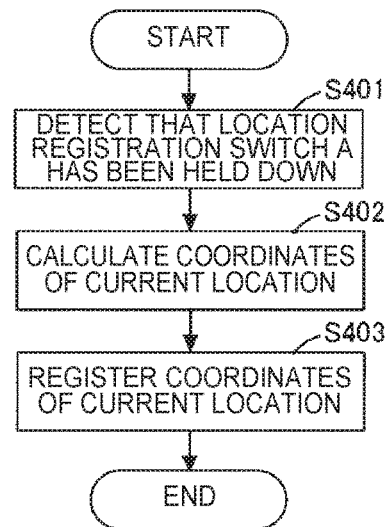 START
S401
DETECT THAT LOCATION
REGISTRATION SWITCH A
HAS BEEN HELD DOWN
S402
CALCULATE COORDINATES
OF CURRENT LOCATION
S403
REGISTER COORDINATES
OF CURRENT LOCATION
END